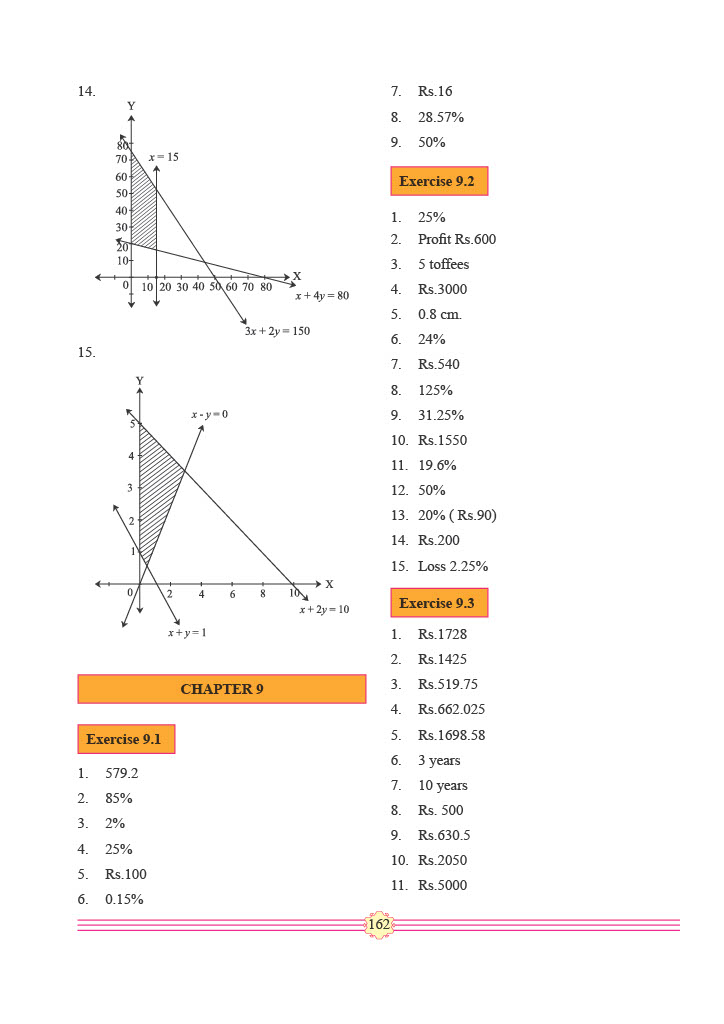 14.
Y
80
70
60
50
40
30
20
10
x = 15
X
0 10 20 30 40 50 60 70 80
x + 4y = 80
3x + 2y = 150
15.
Y
x - y = 0
5
4
3
2
1
X
0 2 4 6 8 10
x + 2y = 10
x + y = 1
CHAPTER 9
Exercise 9.1
1. 579.2
2. 85%
3. 2%
4. 25%
5. Rs.100
6. 0.15%
7. Rs.16
8. 28.57%
9. 50%
Exercise 9.2
1. 25%
2. Profit Rs.600
3. 5 toffees
4. Rs.3000
5. 0.8 cm.
6. 24%
7. Rs.540
8. 125%
9. 31.25%
10. Rs.1550
11. 19.6%
12. 50%
13. 20% ( Rs.90)
14. Rs.200
15. Loss 2.25%
Exercise 9.3
1. Rs.1728
2. Rs.1425
3. Rs.519.75
4. Rs.662.025
5. Rs.1698.58
6. 3 years
7. 10 years
8. Rs. 500
9. Rs.630.5
10. Rs.2050
11. Rs.5000
162